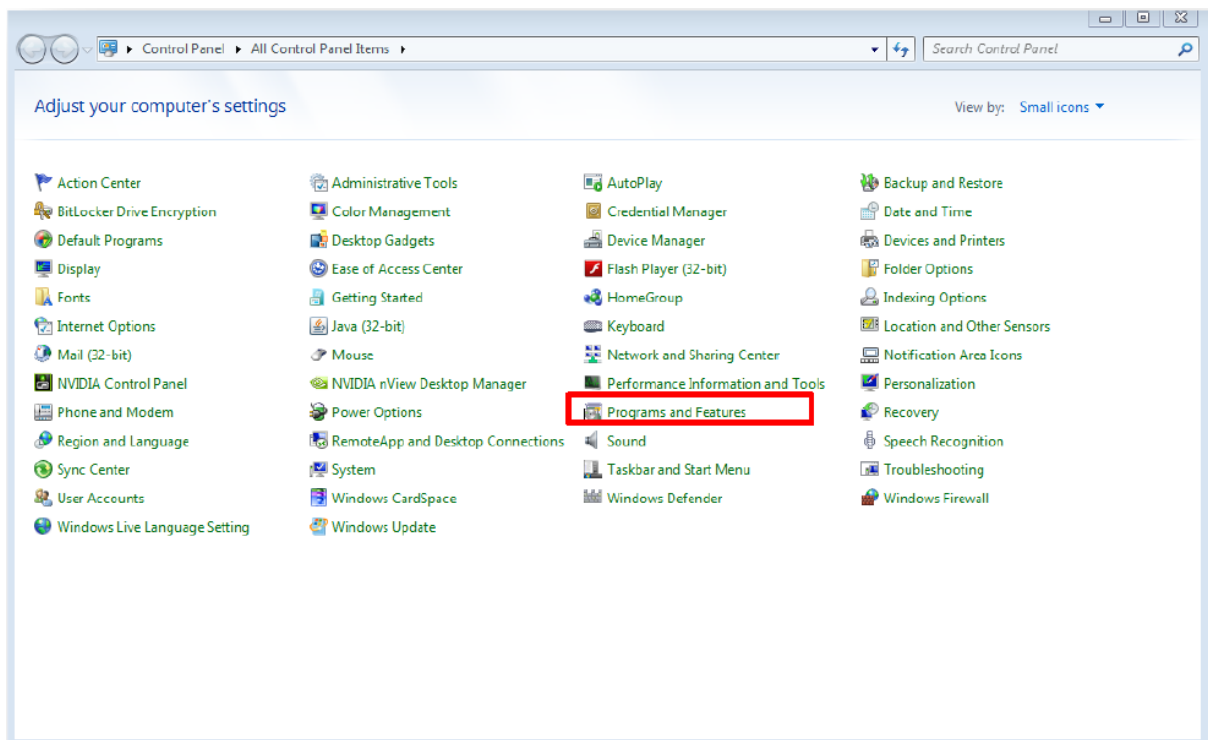 Control Panel All Control Panel Items Search Control Panel
Adjust your computer's settings View by: Small icons
Action Center Administrative Tools AutoPlay Backup and Restore
BitLocker Drive Encryption Color Management Credential Manager Date and Time
Default Programs Desktop Gadgets Device Manager Devices and Printers
Display Ease of Access Center Flash Player (32-bit) Folder Options
Fonts Getting Started HomeGroup Indexing Options
Internet Options Java (32-bit) Keyboard Location and Other Sensors
Mail (32-bit) Mouse Network and Sharing Center Notification Area Icons
NVIDIA Control Panel NVIDIA nView Desktop Manager Performance Information and Tools Personalization
Phone and Modem Power Options Programs and Features Recovery
Region and Language RemoteApp and Desktop Connections Sound Speech Recognition
Sync Center System Taskbar and Start Menu Troubleshooting
User Accounts Windows CardSpace Windows Defender Windows Firewall
Windows Live Language Setting Windows Update